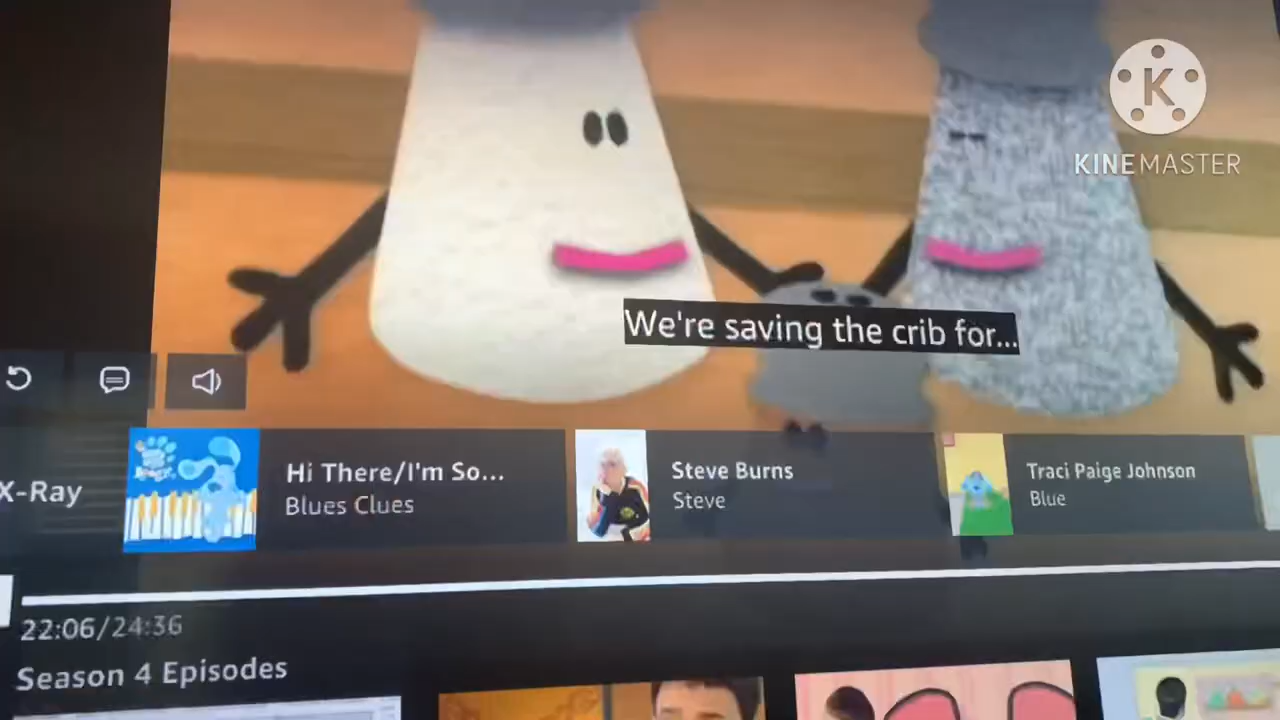 K
KINEMASTER
We're saving the crib for...
X-Ray
Hi There/I'm So...
Blues Clues
Steve Burns
Steve
Traci Paige Johnson
Blue
22:06/24:36
Season 4 Episodes